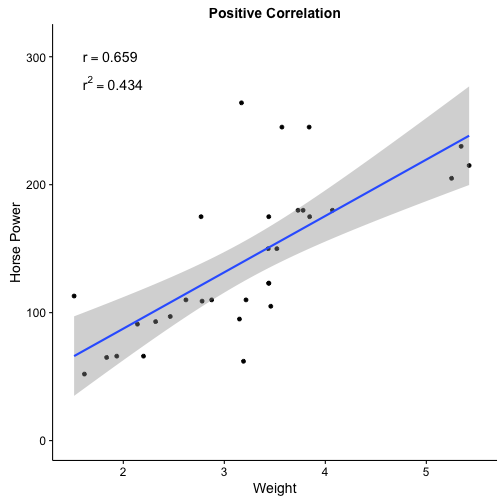 Positive Correlation
r = 0.659
r2 = 0.434
300
200
100
0
Horse Power
2 3 4 5
Weight